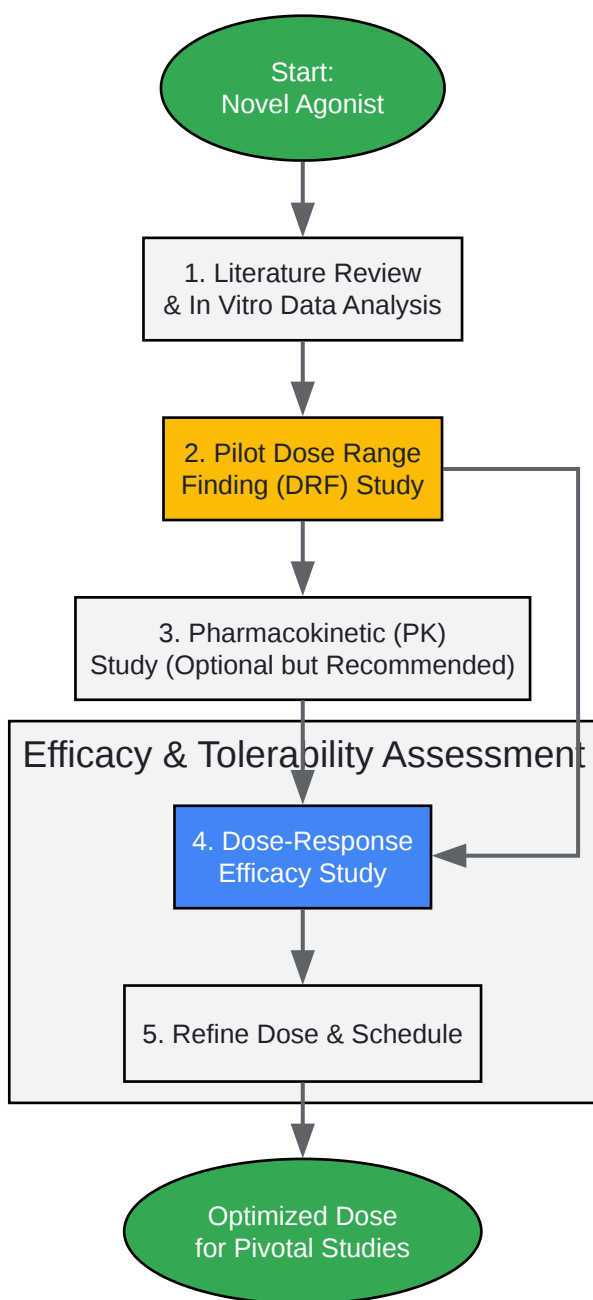 Start:
Novel Agonist
1. Literature Review
& In Vitro Data Analysis
2. Pilot Dose Range
Finding (DRF) Study
3. Pharmacokinetic (PK)
Study (Optional but Recommended)
Efficacy & Tolerability Assessment
4. Dose-Response
Efficacy Study
5. Refine Dose & Schedule
Optimized Dose
for Pivotal Studies